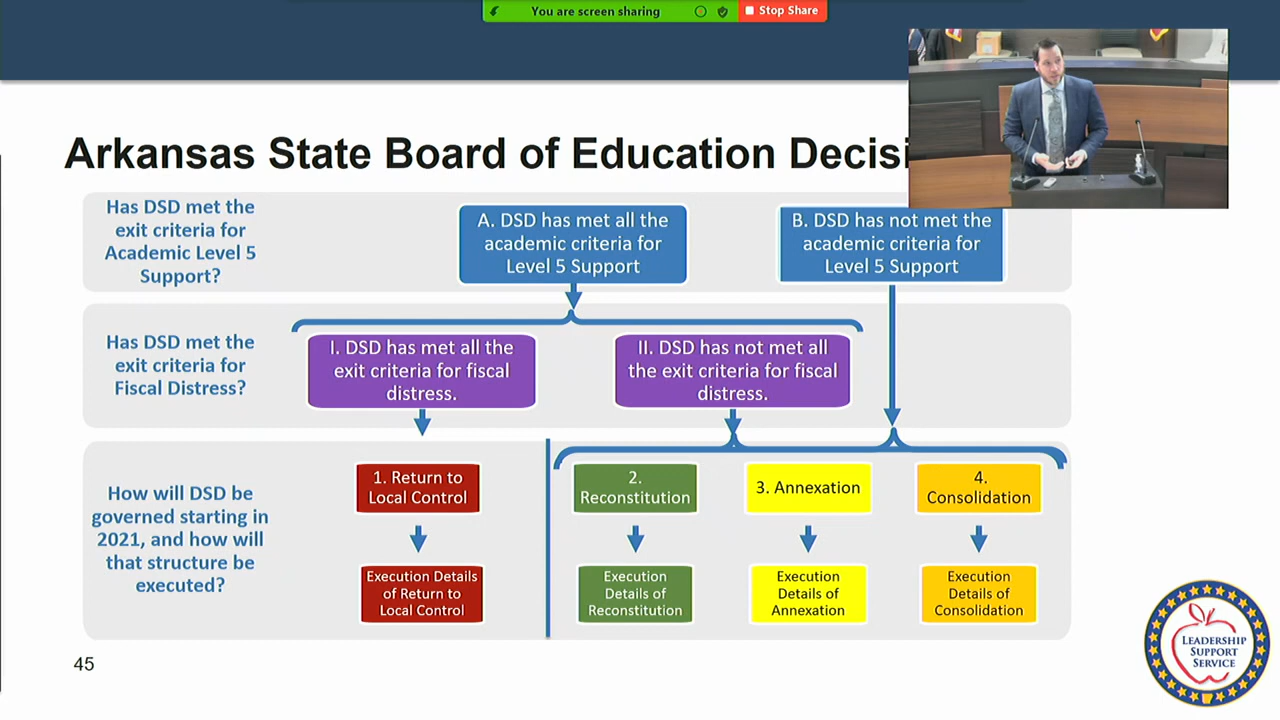 You are screen sharing
Stop Share
Arkansas State Board of Education Decisi
Has DSD met the
exit criteria for
Academic Level 5
Support?
A. DSD has met all the
academic criteria for
Level 5 Support
B. DSD has not met the
academic criteria for
Level 5 Support
Has DSD met the
exit criteria for
Fiscal Distress?
I. DSD has met all the
exit criteria for fiscal
distress.
II. DSD has not met all
the exit criteria for fiscal
distress.
How will DSD be
governed starting in
2021, and how will
that structure be
executed?
1. Return to
Local Control
2.
Reconstitution
3. Annexation
4.
Consolidation
Execution Details
of Return to
Local Control
Execution
Details of
Reconstitution
Execution
Details of
Annexation
Execution
Details of
Consolidation
45
LEADERSHIP
SUPPORT
SERVICE